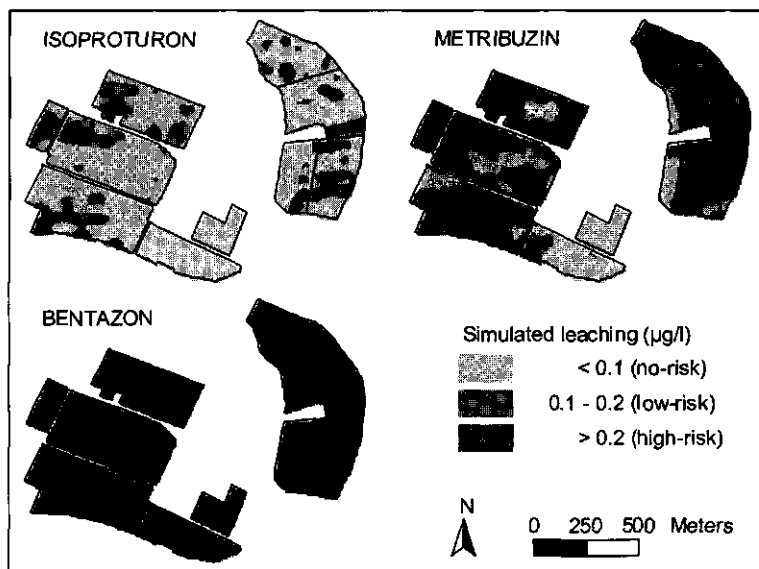 ISOPROTURON
METRIBUZIN
BENTAZON
Simulated leaching (µg/l)
< 0.1 (no-risk)
0.1 - 0.2 (low-risk)
> 0.2 (high-risk)
N
0 250 500 Meters